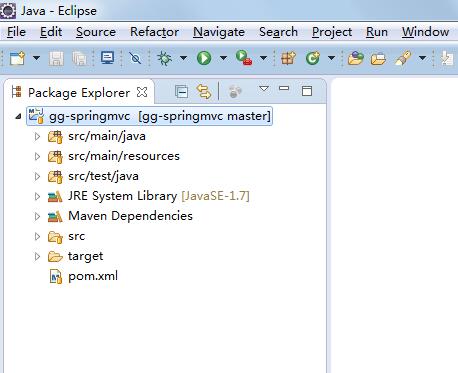 Java - Eclipse
File Edit Source Refactor Navigate Search Project Run Window
Package Explorer
gg-springmvc [gg-springmvc master]
src/main/java
src/main/resources
src/test/java
JRE System Library [JavaSE-1.7]
Maven Dependencies
src
target
pom.xml